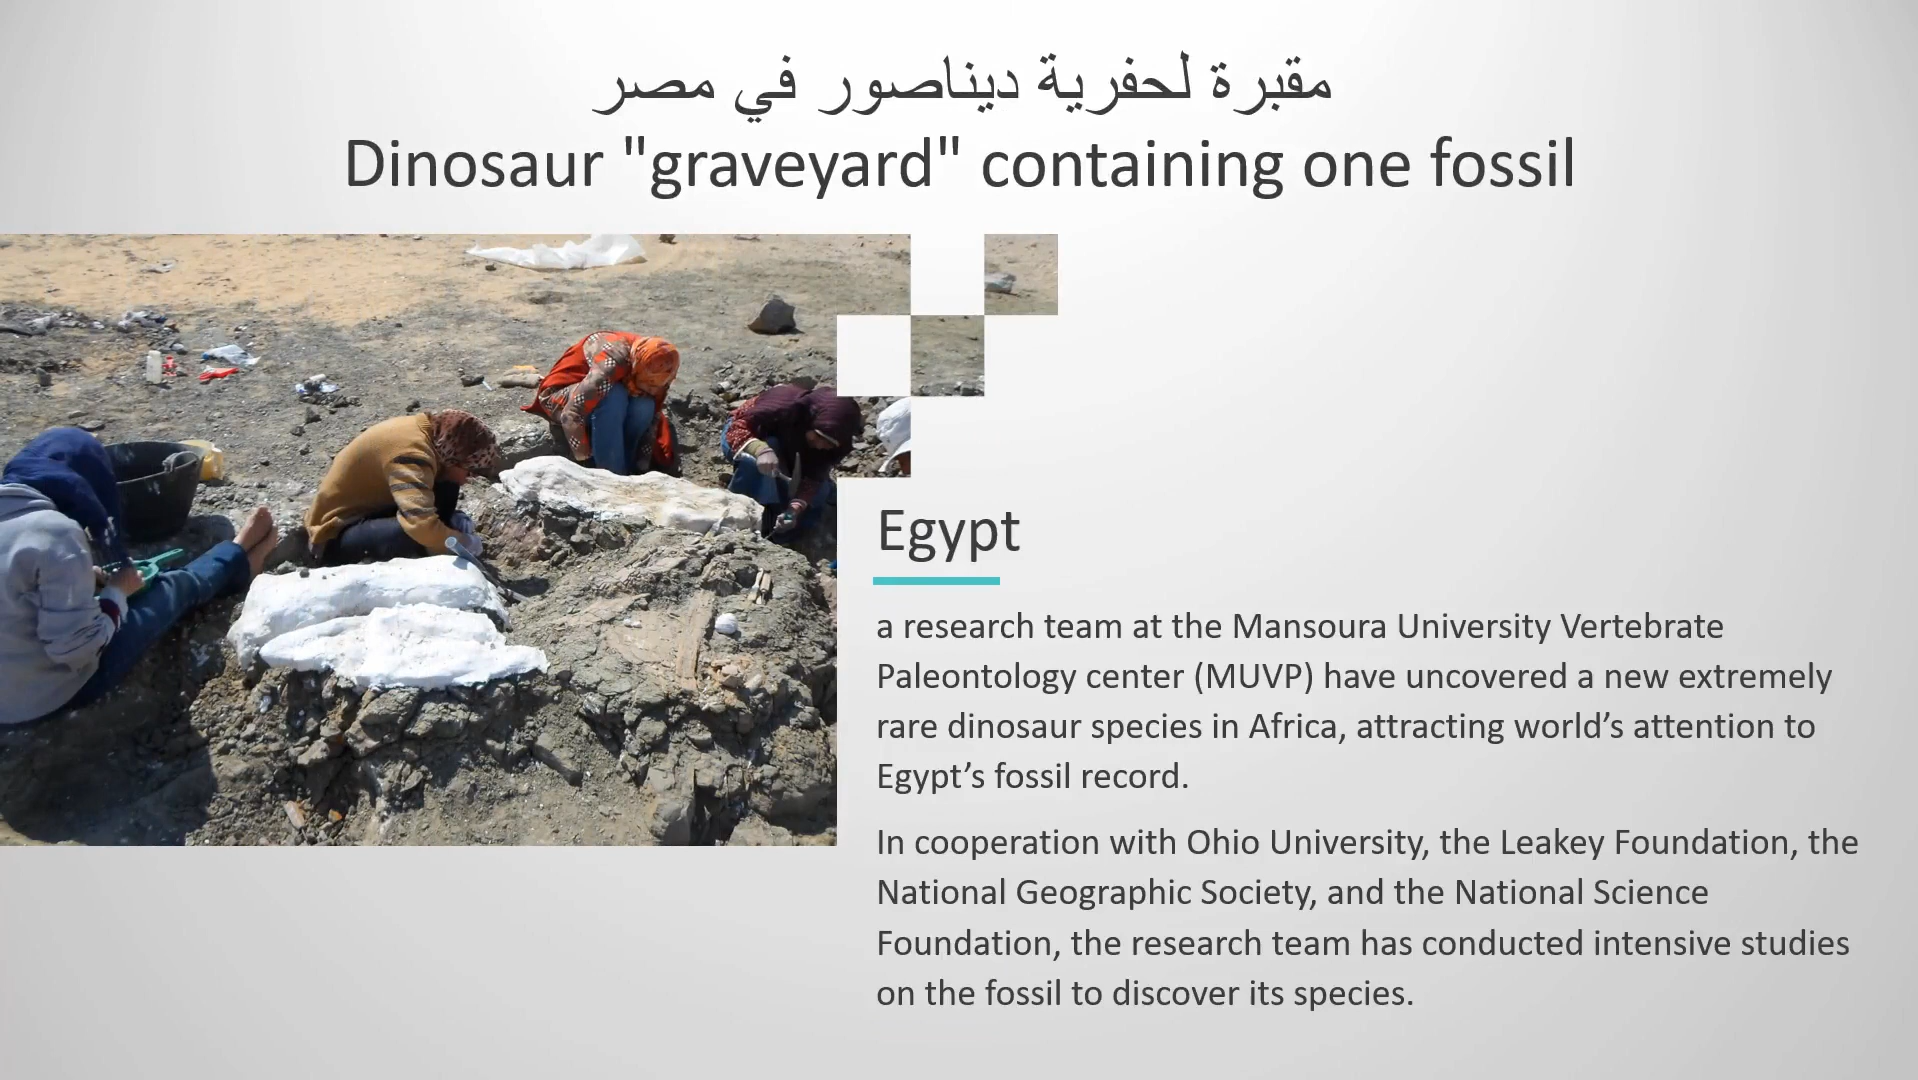 مقبرة لحفرية ديناصور في مصر
Dinosaur "graveyard" containing one fossil
Egypt
a research team at the Mansoura University Vertebrate
Paleontology center (MUVP) have uncovered a new extremely
rare dinosaur species in Africa, attracting world’s attention to
Egypt’s fossil record.
In cooperation with Ohio University, the Leakey Foundation, the
National Geographic Society, and the National Science
Foundation, the research team has conducted intensive studies
on the fossil to discover its species.